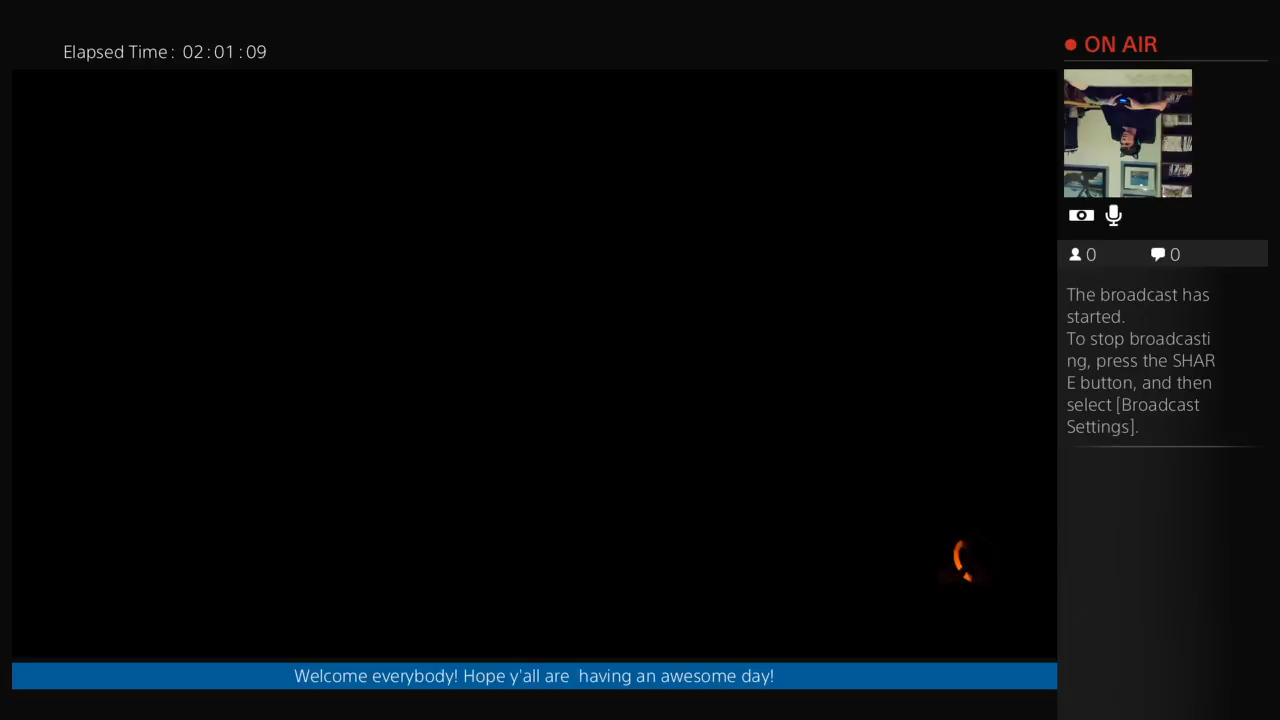 Elapsed Time: 02:01:09
ON AIR
0 0
The broadcast has
started.
To stop broadcasti
ng, press the SHAR
E button, and then
select [Broadcast
Settings].
Welcome everybody! Hope y'all are  having an awesome day!